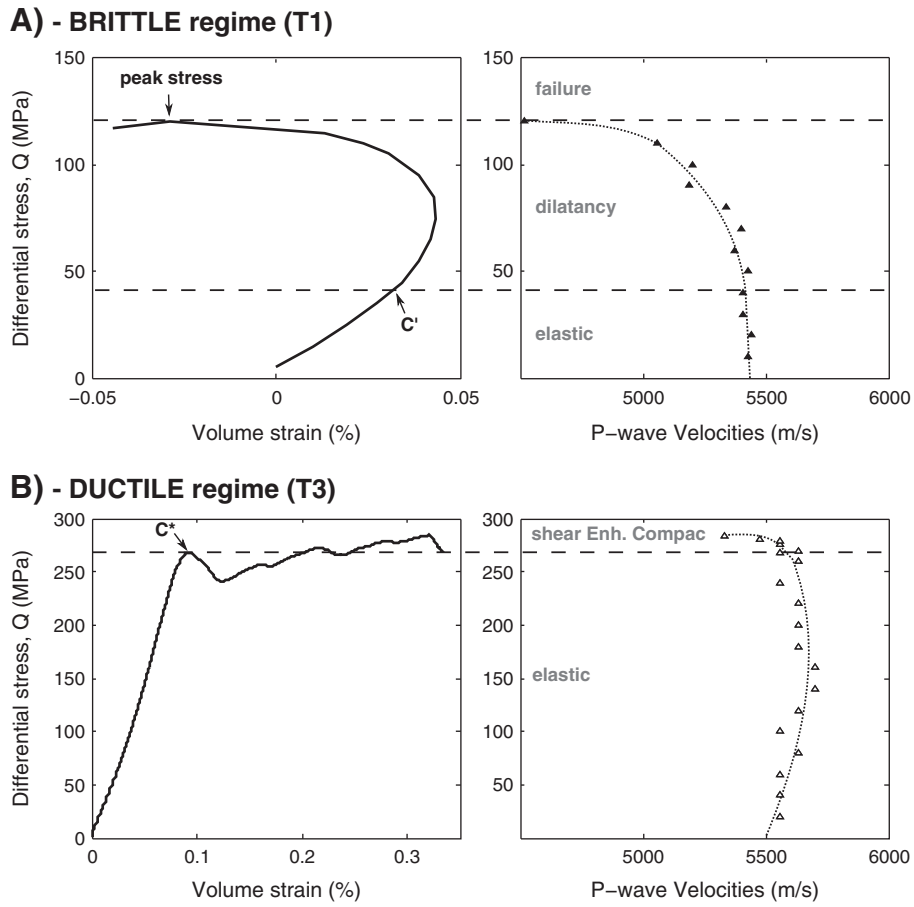 A) - BRITTLE regime (T1)
150
100
50
0
Differential stress, Q (MPa)
peak stress
C'
-0.05
0
0.05
Volume strain (%)
150
100
50
failure
dilatancy
elastic
5000
5500
6000
P-wave Velocities (m/s)
B) - DUCTILE regime (T3)
300
250
200
150
100
50
0
Differential stress, Q (MPa)
C*
0
0.1
0.2
0.3
Volume strain (%)
300
250
200
150
100
50
shear Enh. Compac
elastic
5000
5500
6000
P-wave Velocities (m/s)